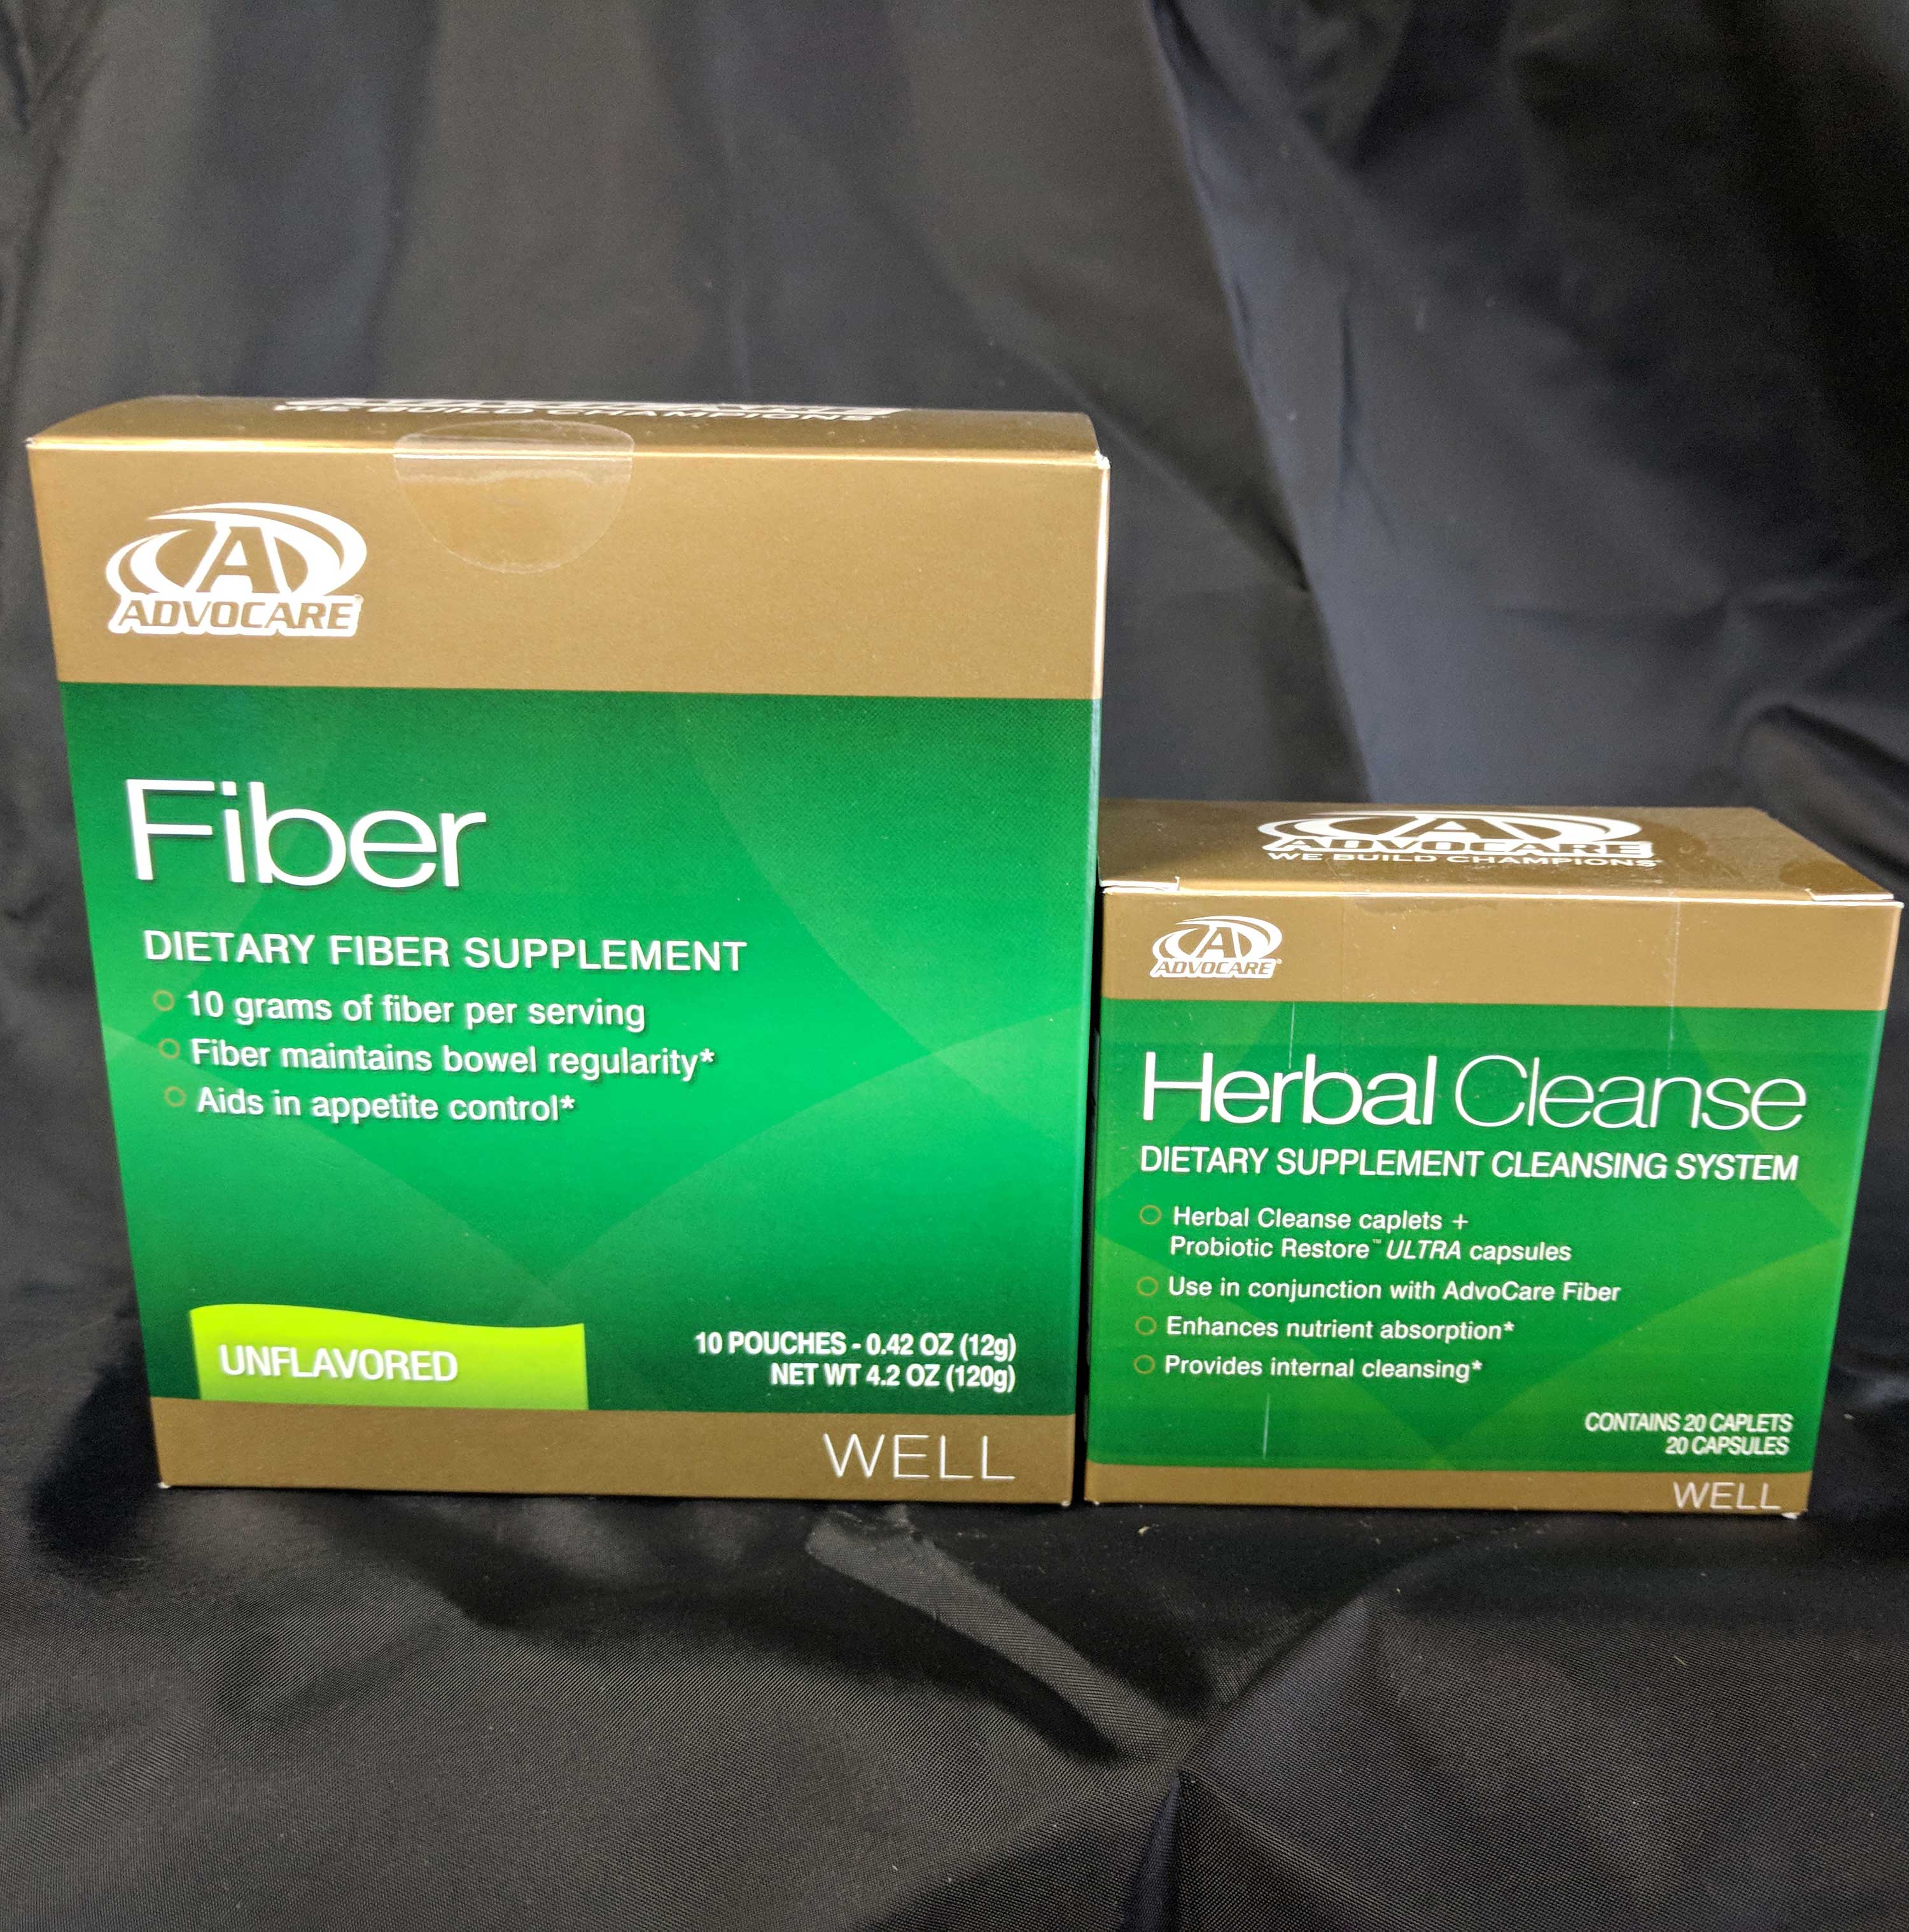 WE BUILD CHAMPIONS
ADVOCARE®
Fiber
DIETARY FIBER SUPPLEMENT
10 grams of fiber per serving
Fiber maintains bowel regularity*
Aids in appetite control*
UNFLAVORED
10 POUCHES - 0.42 OZ (12g)
NET WT 4.2 OZ (120g)
WELL
ADVOCARE
WE BUILD CHAMPIONS™
ADVOCARE®
Herbal Cleanse
DIETARY SUPPLEMENT CLEANSING SYSTEM
Herbal Cleanse caplets +
Probiotic Restore™ ULTRA capsules
Use in conjunction with AdvoCare Fiber
Enhances nutrient absorption*
Provides internal cleansing*
CONTAINS 20 CAPLETS
20 CAPSULES
WELL